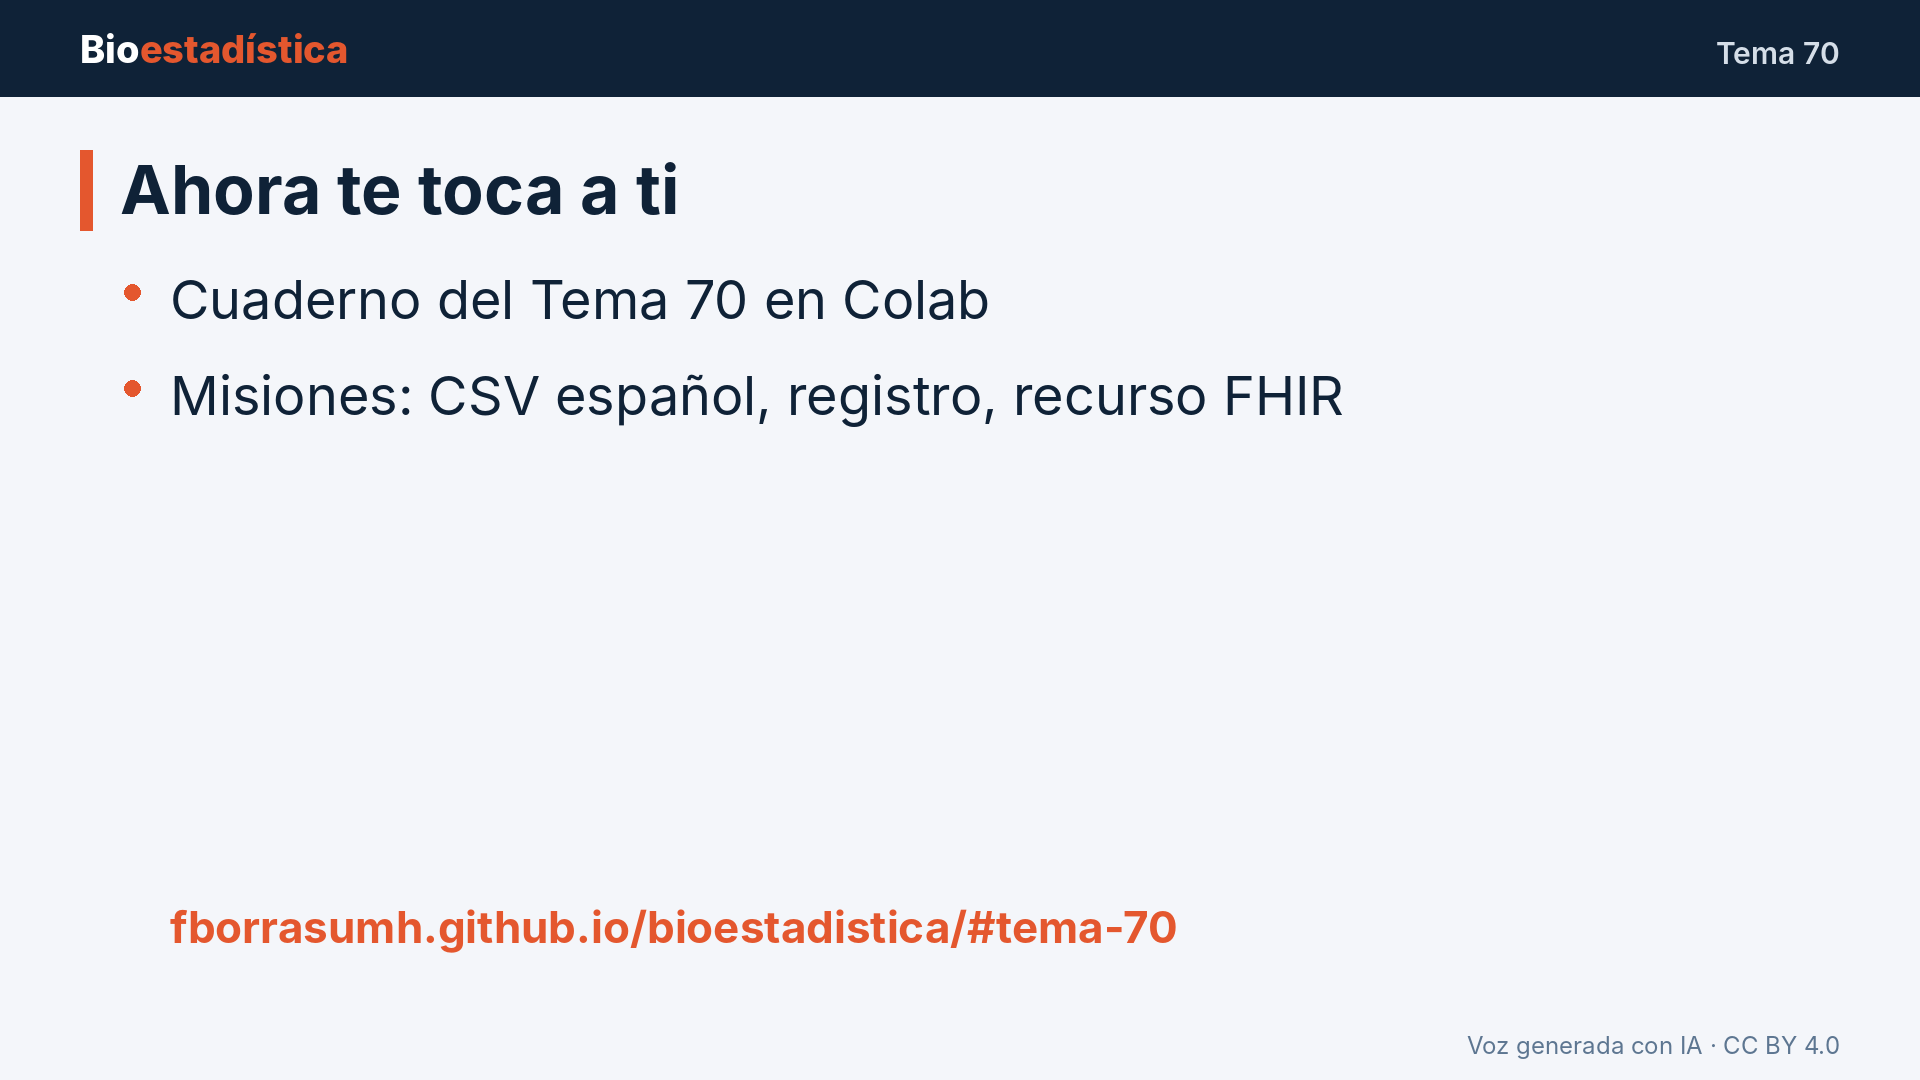 Bioestadística
Tema 70
Ahora te toca a ti
• Cuaderno del Tema 70 en Colab
• Misiones: CSV español, registro, recurso FHIR
fborrasumh.github.io/bioestadistica/#tema-70
Voz generada con IA · CC BY 4.0